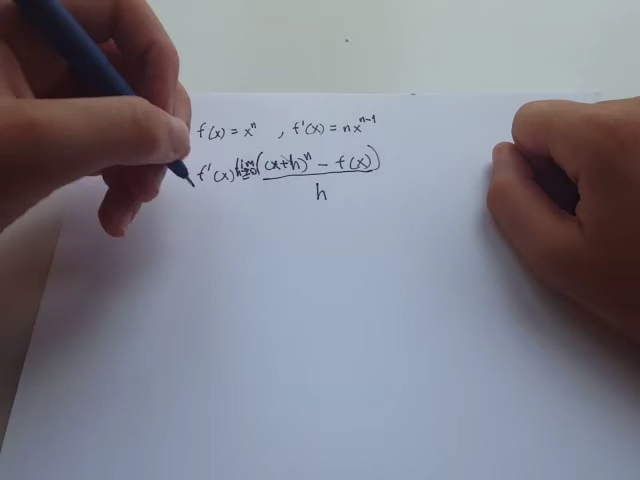 f(x) = xⁿ , f'(x) = nxⁿ⁻¹
f'(x) lim h→0 ((x+h)ⁿ − f(x))
h